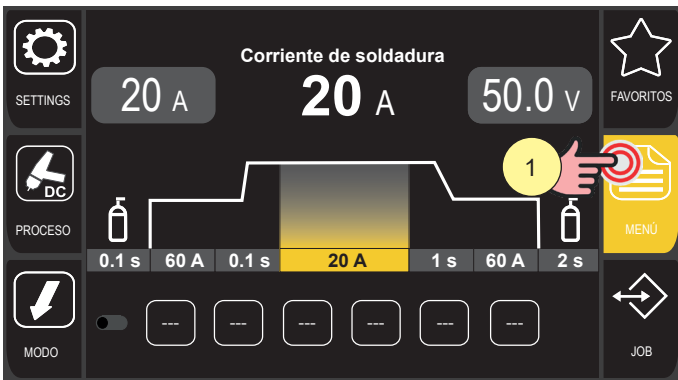 SETTINGS
Corriente de soldadura
20 A
20 A
50.0 V
FAVORITOS
DC
PROCESO
1
MENÚ
0.1 s 60 A 0.1 s 20 A 1 s 60 A 2 s
MODO
--- --- --- --- --- ---
JOB